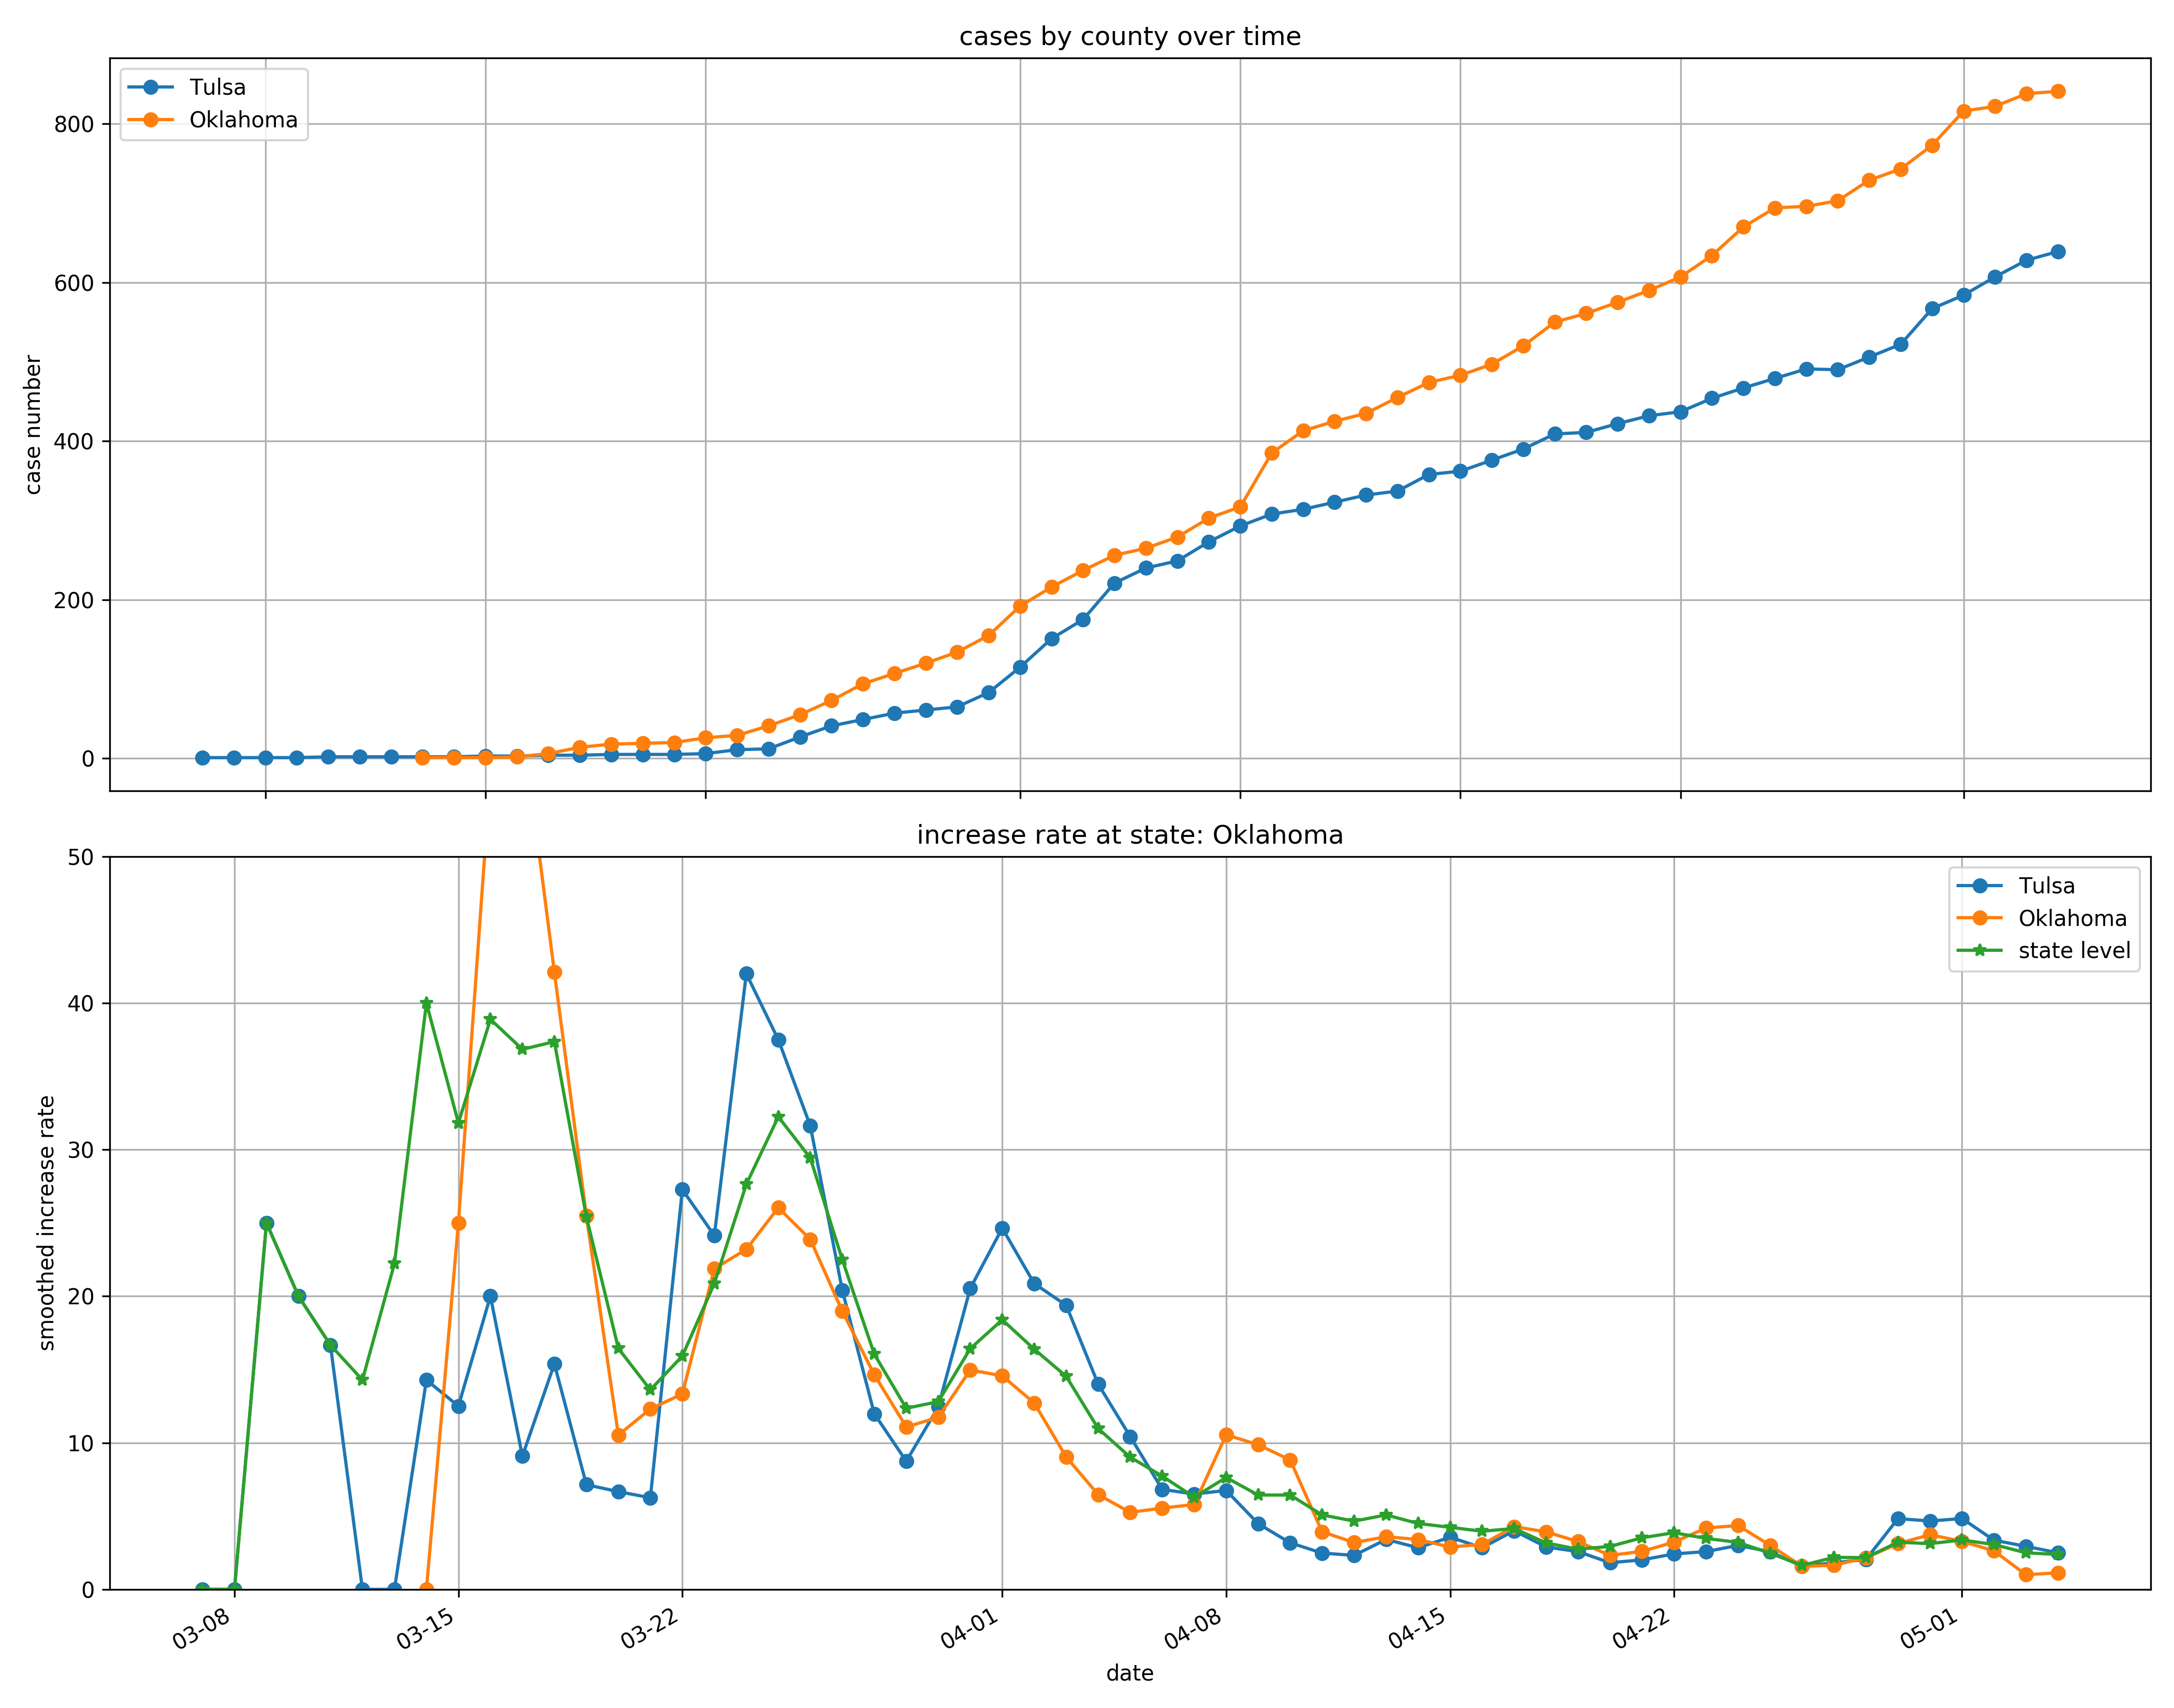 cases by county over time
Tulsa
Oklahoma
800
600
400
200
0
case number
increase rate at state: Oklahoma
Tulsa
Oklahoma
state level
50
40
30
20
10
0
smoothed increase rate
03-08
03-15
03-22
04-01
04-08
04-15
04-22
05-01
date